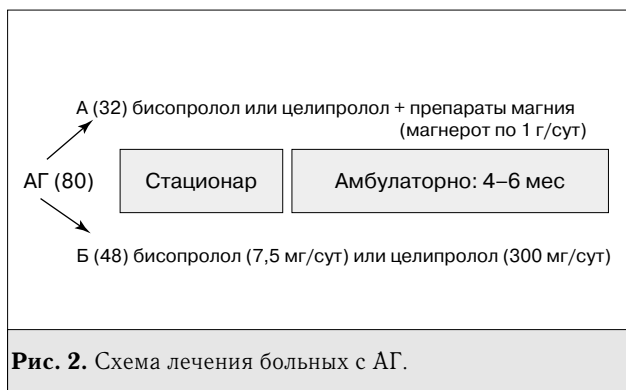 А (32) бисопролол или целипролол + препараты магния
(магнерот по 1 г/сут)
АГ (80)
Стационар
Амбулаторно: 4–6 мес
Б (48) бисопролол (7,5 мг/сут) или целипролол (300 мг/сут)
Рис. 2. Схема лечения больных с АГ.